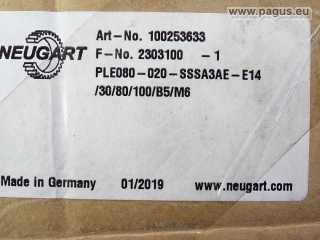 www.pagus.eu
NEUGART
Art-No. 100253633
F-No. 2303100 -1
PLE080-020-SSSA3AE-E14
/30/80/100/B5/M6
Made in Germany 01/2019 www.neugart.com